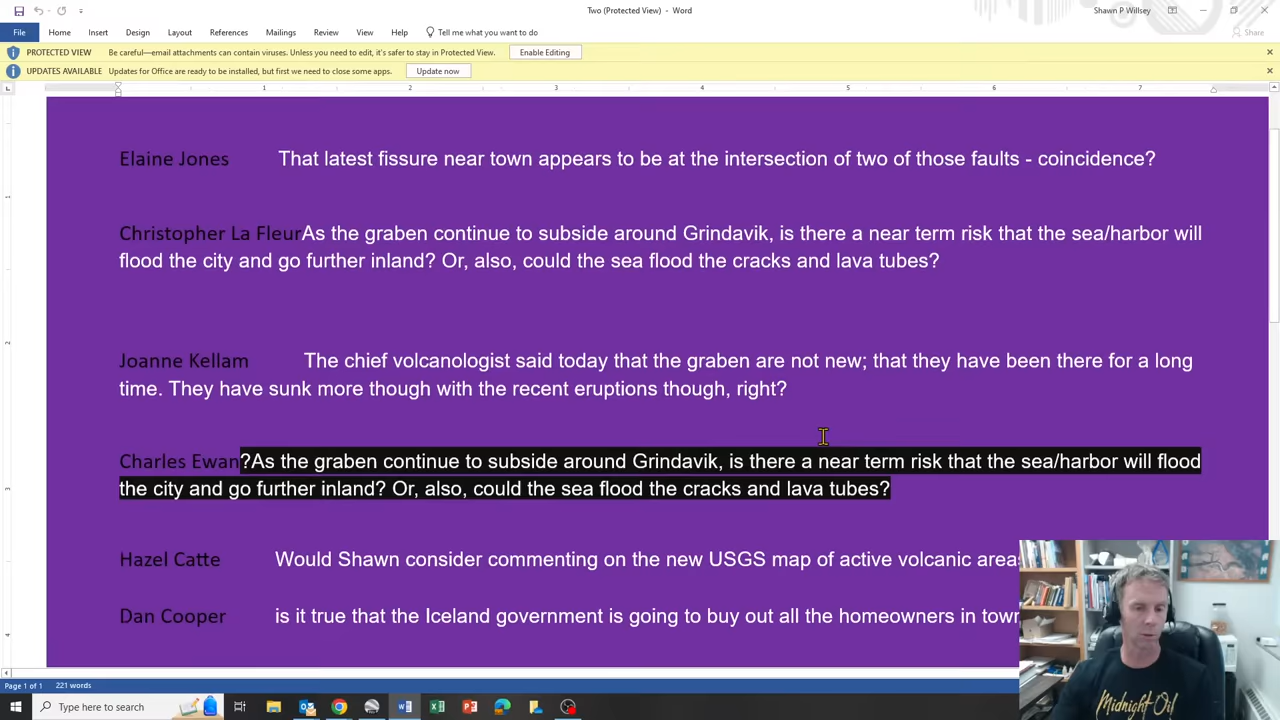 Two (Protected View) - Word
Shawn P Willsey
File Home Insert Design Layout References Mailings Review View Help Tell me what you want to do Share
PROTECTED VIEW Be careful—email attachments can contain viruses. Unless you need to edit, it's safer to stay in Protected View. Enable Editing
UPDATES AVAILABLE Updates for Office are ready to be installed, but first we need to close some apps. Update now
1 2 3 4 5 6 7
Elaine Jones That latest fissure near town appears to be at the intersection of two of those faults - coincidence?
Christopher La FleurAs the graben continue to subside around Grindavik, is there a near term risk that the sea/harbor will
flood the city and go further inland? Or, also, could the sea flood the cracks and lava tubes?
Joanne Kellam The chief volcanologist said today that the graben are not new; that they have been there for a long
time. They have sunk more though with the recent eruptions though, right?
Charles Ewan?As the graben continue to subside around Grindavik, is there a near term risk that the sea/harbor will flood
the city and go further inland? Or, also, could the sea flood the cracks and lava tubes?
Hazel Catte Would Shawn consider commenting on the new USGS map of active volcanic areas
Dan Cooper is it true that the Iceland government is going to buy out all the homeowners in town
Midnight Oil
Page 1 of 1 221 words
Type here to search